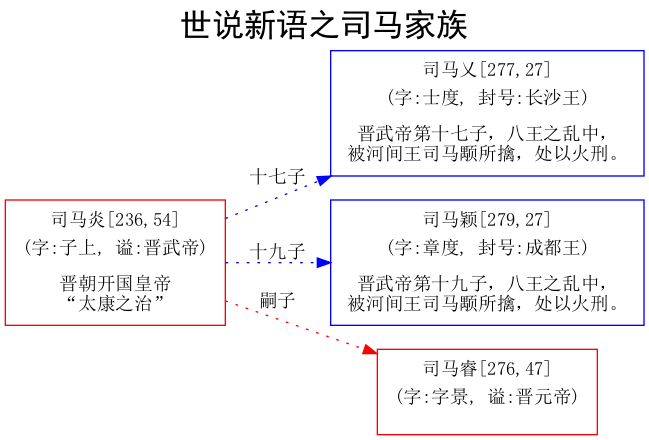 世说新语之司马家族
司马乂[277,27]
(字:士度, 封号:长沙王)
晋武帝第十七子，八王之乱中，
被河间王司马颙所擒，处以火刑。
十七子
司马炎[236,54]
(字:子上, 谥:晋武帝)
晋朝开国皇帝
“太康之治”
十九子
司马颖[279,27]
(字:章度, 封号:成都王)
晋武帝第十九子，八王之乱中，
被河间王司马颙所擒，处以火刑。
嗣子
司马睿[276,47]
(字:字景, 谥:晋元帝)